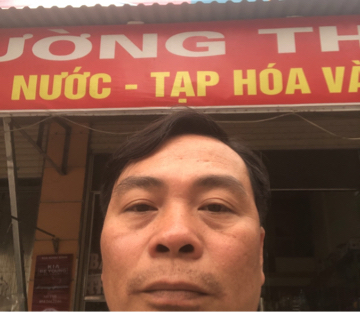 ƯỜNG TH
NƯỚC - TẠP HÓA VÀ